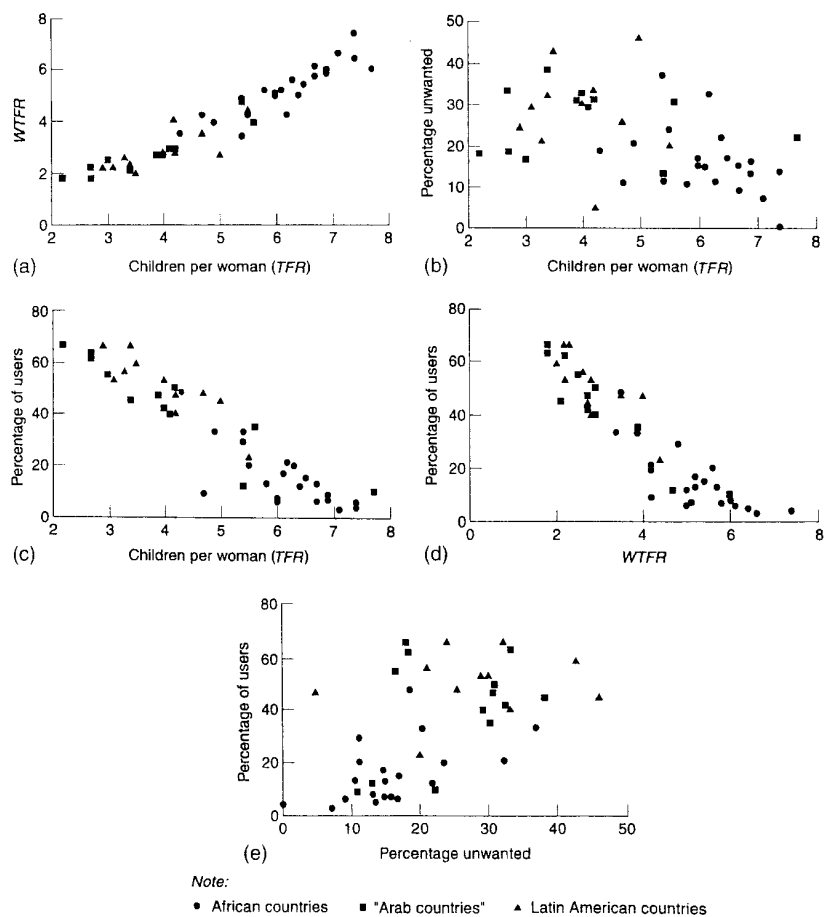 8
6
4
2
0
WTFR
2 3 4 5 6 7 8
(a)
Children per woman (TFR)
50
40
30
20
10
0
Percentage unwanted
2 3 4 5 6 7 8
(b)
Children per woman (TFR)
80
60
40
20
0
Percentage of users
2 3 4 5 6 7 8
(c)
Children per woman (TFR)
80
60
40
20
0
Percentage of users
0 2 4 6 8
(d)
WTFR
80
60
40
20
0
Percentage of users
0 10 20 30 40 50
(e)
Percentage unwanted
Note:
African countries "Arab countries" Latin American countries